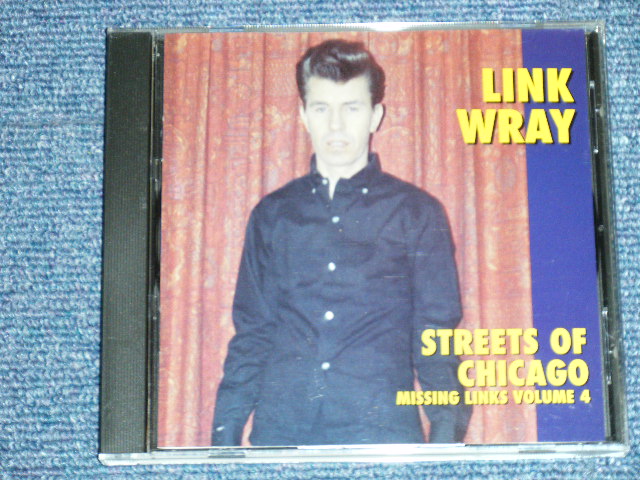 LINK
WRAY
STREETS OF
CHICAGO
MISSING LINKS VOLUME 4